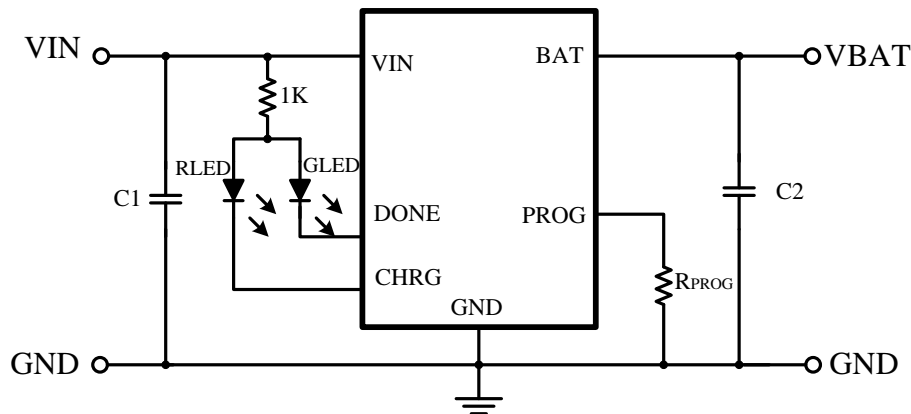 VIN
VIN
BAT
VBAT
1K
RLED
GLED
C1
DONE
PROG
C2
CHRG
RPROG
GND
GND
GND